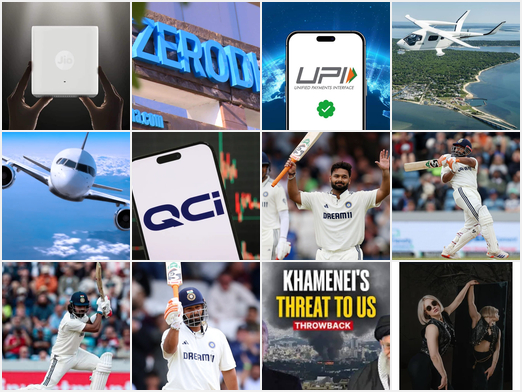 Jio
ZERODH
UPI
UNIFIED PAYMENTS INTERFACE
QCi
DREAM11
DREAM11
KHAMENEI'S
THREAT TO US
THROWBACK